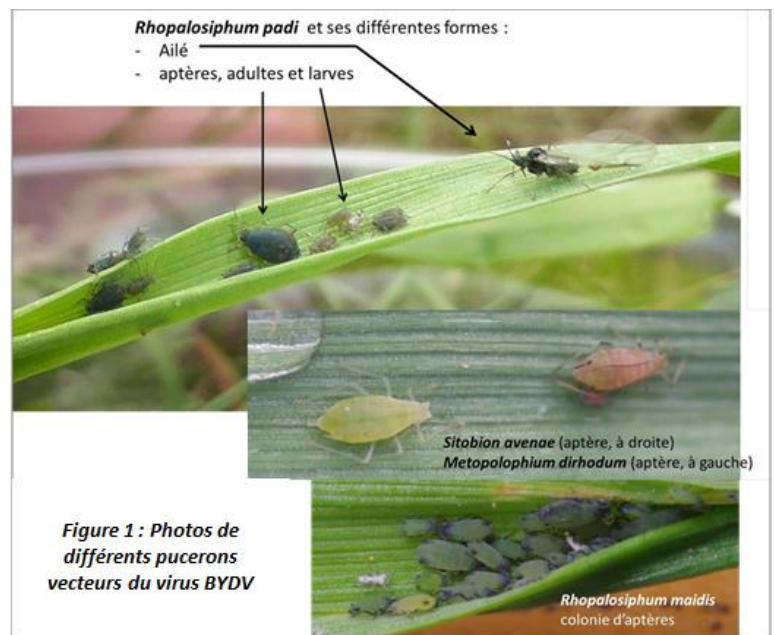 Rhopalosiphum padi et ses différentes formes :
- Ailé
- aptères, adultes et larves
Sitobion avenae (aptère, à droite)
Metopolophium dirhodum (aptère, à gauche)
Figure 1 : Photos de
différents pucerons
vecteurs du virus BYDV
Rhopalosiphum maidis
colonie d'aptères